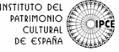 INSTITUTO DEL
PATRIMONIO
CULTURAL
DE ESPAÑA
IPCE